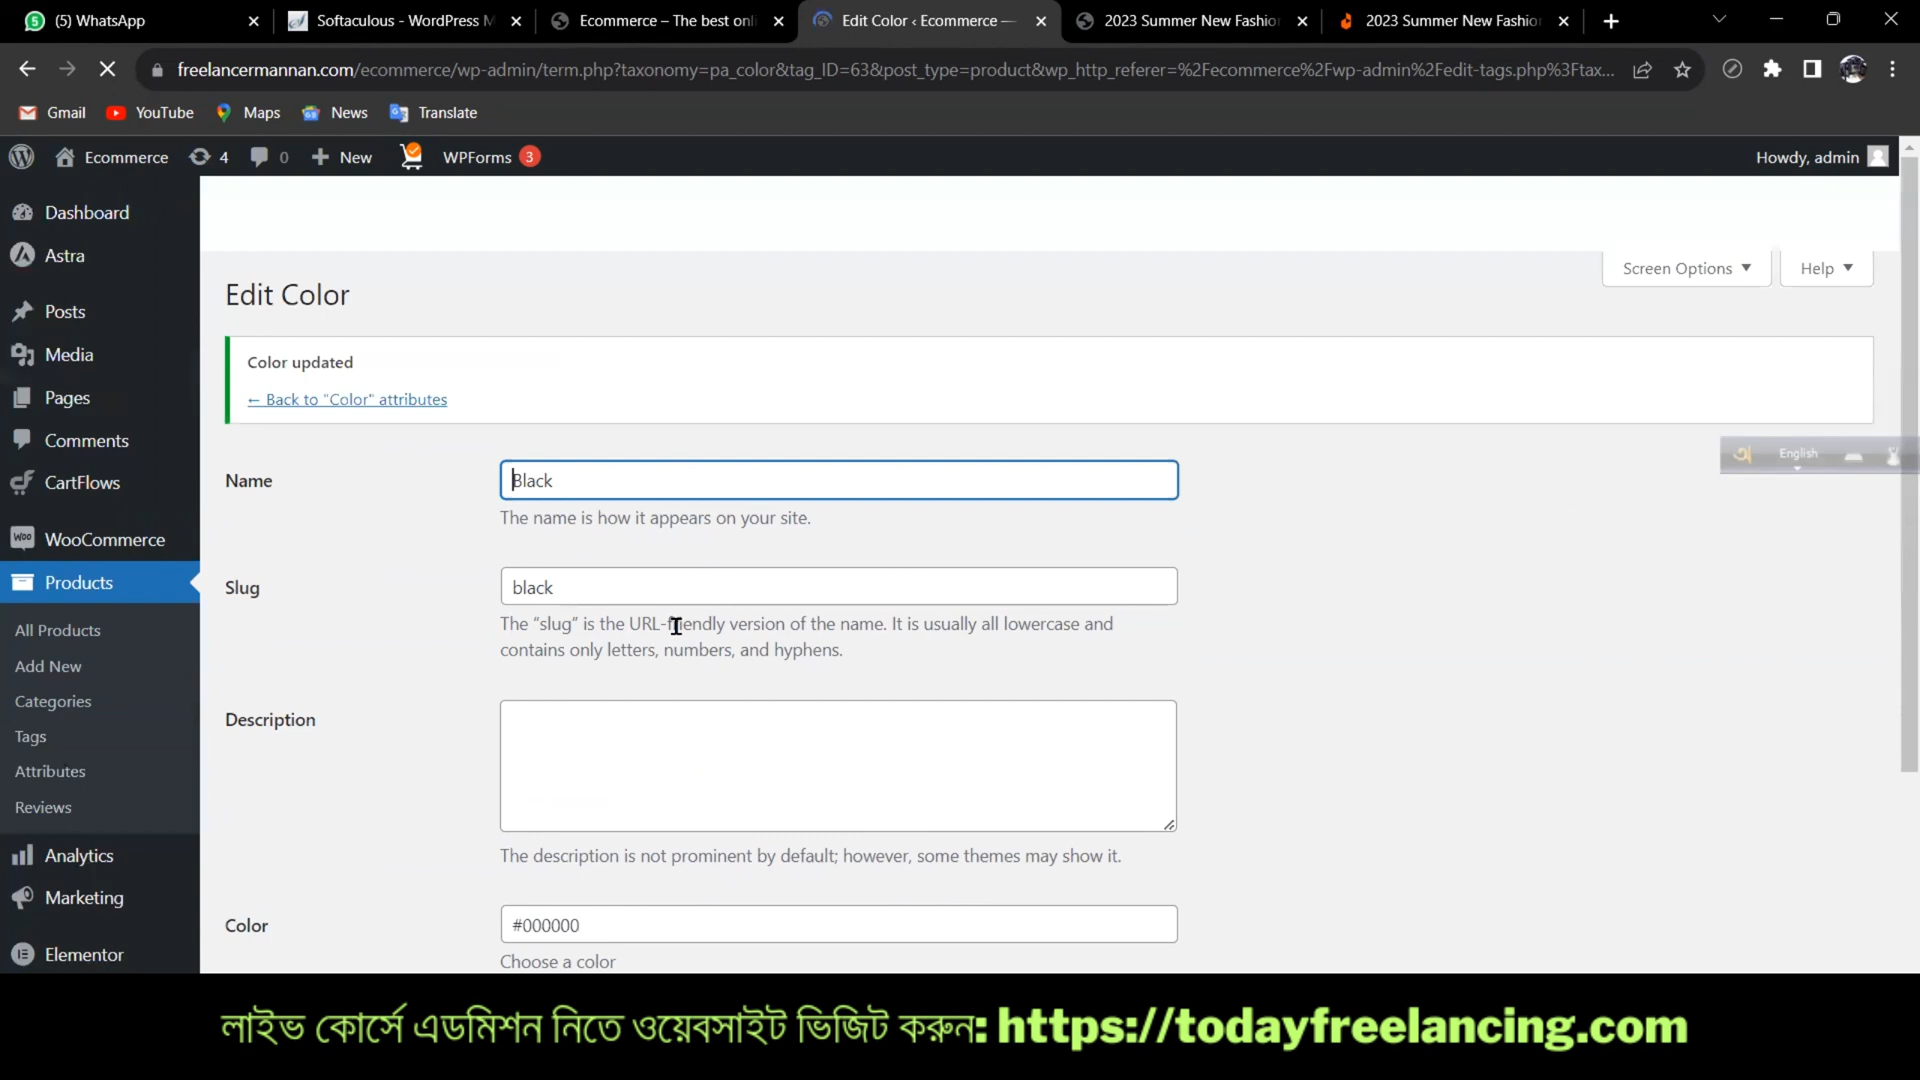 (5) WhatsApp
Softaculous - WordPress M
Ecommerce – The best onl
Edit Color ‹ Ecommerce —
2023 Summer New Fashio
2023 Summer New Fashio
freelancermannan.com/ecommerce/wp-admin/term.php?taxonomy=pa_color&tag_ID=63&post_type=product&wp_http_referer=%2Fecommerce%2Fwp-admin%2Fedit-tags.php%3Ftax...
Gmail YouTube Maps News Translate
Ecommerce 4 0 New WPForms 3 Howdy, admin
Dashboard
Astra
Posts
Media
Pages
Comments
CartFlows
WooCommerce
Products
All Products
Add New
Categories
Tags
Attributes
Reviews
Analytics
Marketing
Elementor
Screen Options Help
Edit Color
Color updated
← Back to "Color" attributes
English
Name
Black
The name is how it appears on your site.
Slug
black
The “slug” is the URL-friendly version of the name. It is usually all lowercase and
contains only letters, numbers, and hyphens.
Description
The description is not prominent by default; however, some themes may show it.
Color
#000000
Choose a color
লাইভ কোর্সে এডমিশন নিতে ওয়েবসাইট ভিজিট করুন: https://todayfreelancing.com